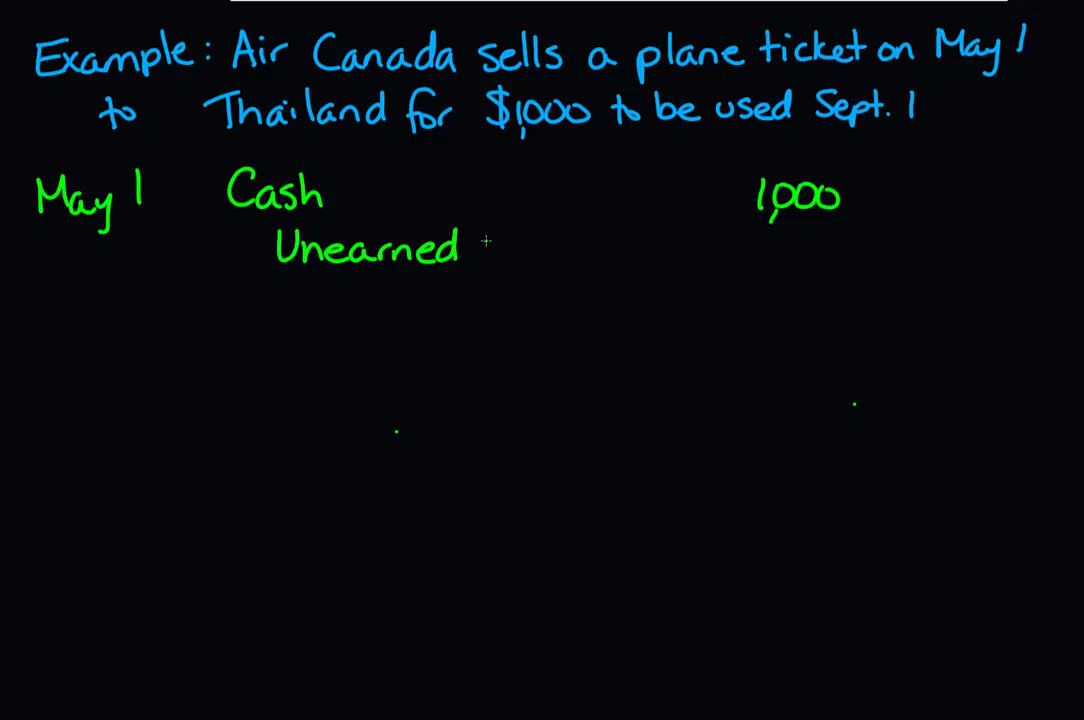 Example: Air Canada sells a plane ticket on May 1
to Thailand for $1,000 to be used Sept. 1
May 1 Cash 1,000
Unearned